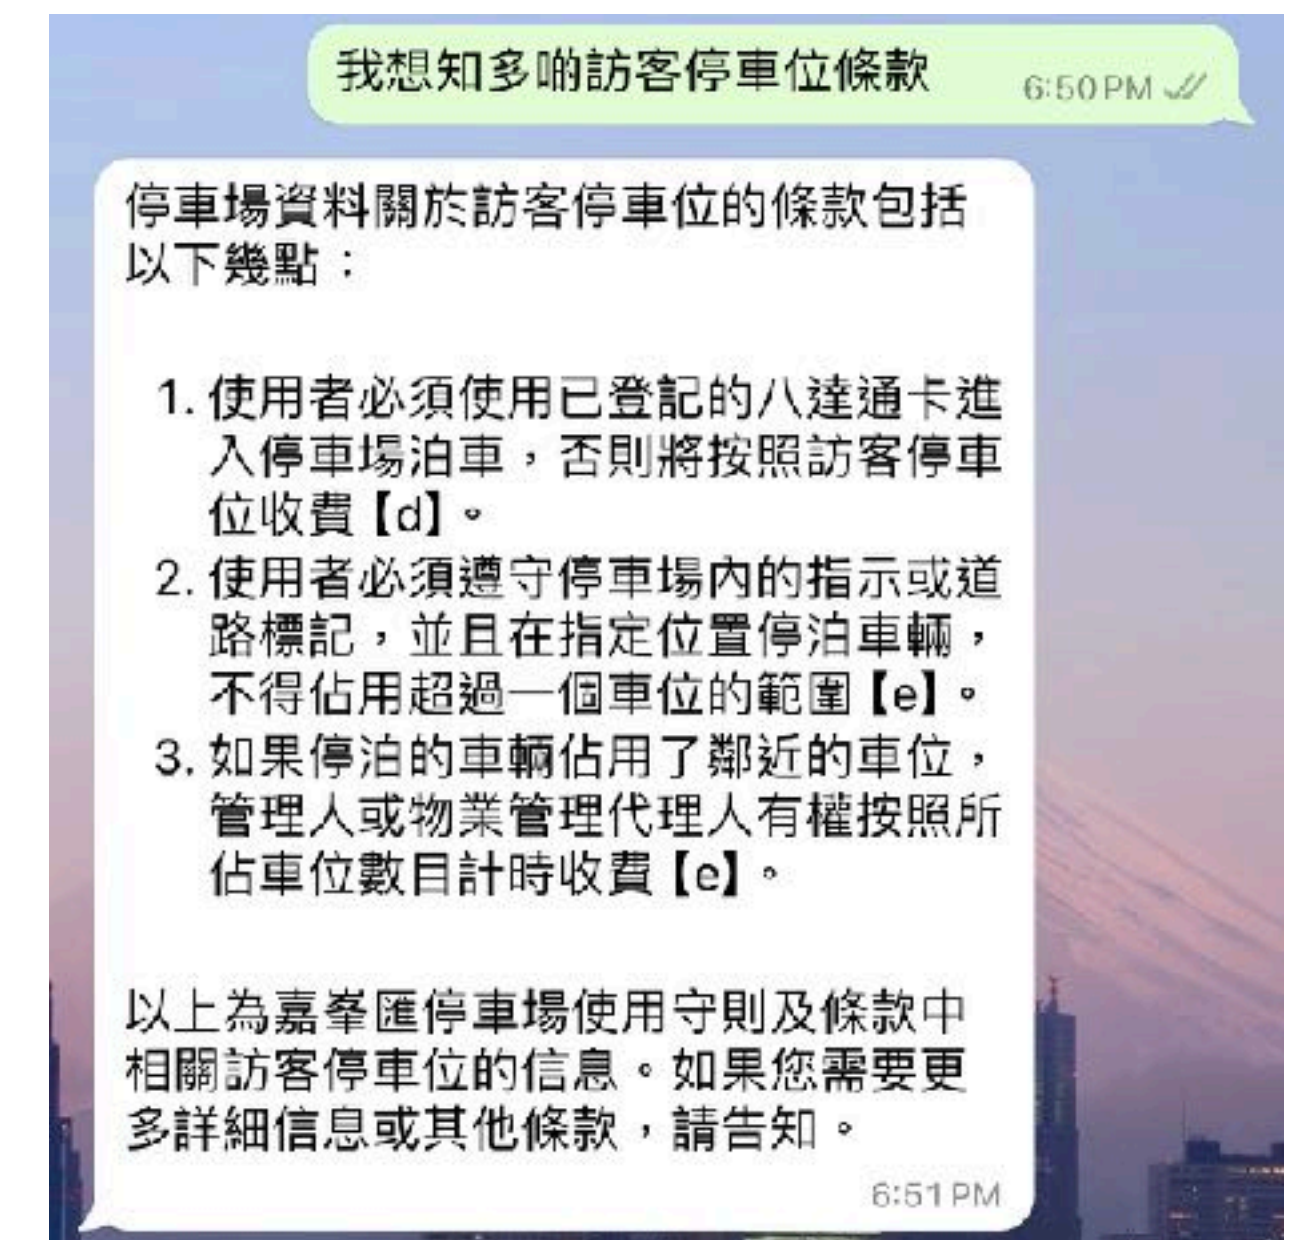 我想知多啲訪客停車位條款 6:50 PM
停車場資料關於訪客停車位的條款包括
以下幾點：
1. 使用者必須使用已登記的八達通卡進
入停車場泊車，否則將按照訪客停車
位收費【d】。
2. 使用者必須遵守停車場內的指示或道
路標記，並且在指定位置停泊車輛，
不得佔用超過一個車位的範圍【e】。
3. 如果停泊的車輛佔用了鄰近的車位，
管理人或物業管理代理人有權按照所
佔車位數目計時收費【e】。
以上為嘉峯匯停車場使用守則及條款中
相關訪客停車位的信息。如果您需要更
多詳細信息或其他條款，請告知。
6:51 PM